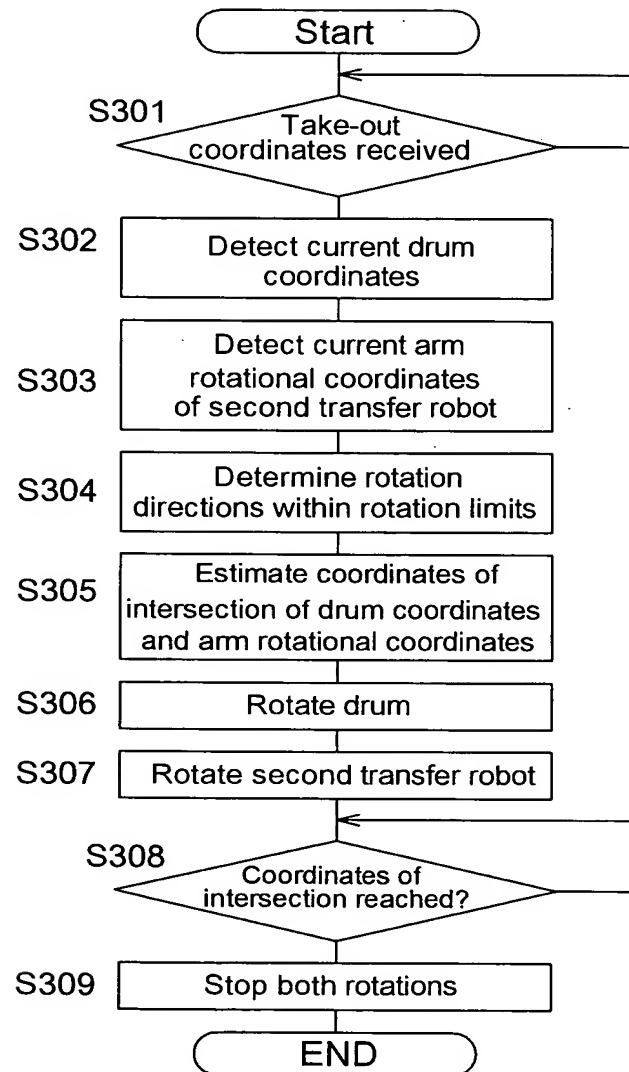 Start
S301
Take-out
coordinates received
S302
Detect current drum
coordinates
S303
Detect current arm
rotational coordinates
of second transfer robot
S304
Determine rotation
directions within rotation limits
S305
Estimate coordinates of
intersection of drum coordinates
and arm rotational coordinates
S306
Rotate drum
S307
Rotate second transfer robot
S308
Coordinates of
intersection reached?
S309
Stop both rotations
END